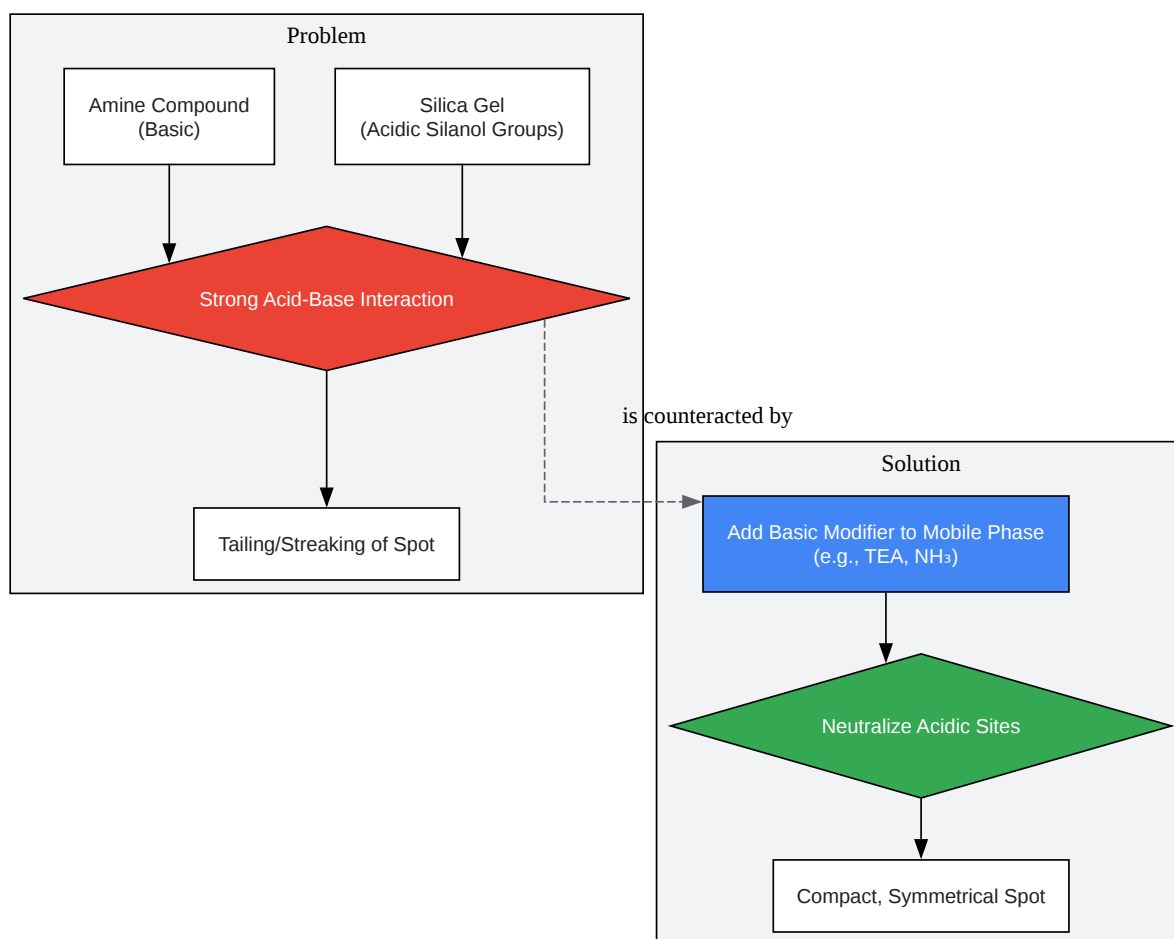 Problem
Amine Compound
(Basic)
Silica Gel
(Acidic Silanol Groups)
Strong Acid-Base Interaction
Tailing/Streaking of Spot
is counteracted by
Solution
Add Basic Modifier to Mobile Phase
(e.g., TEA, NH₃)
Neutralize Acidic Sites
Compact, Symmetrical Spot